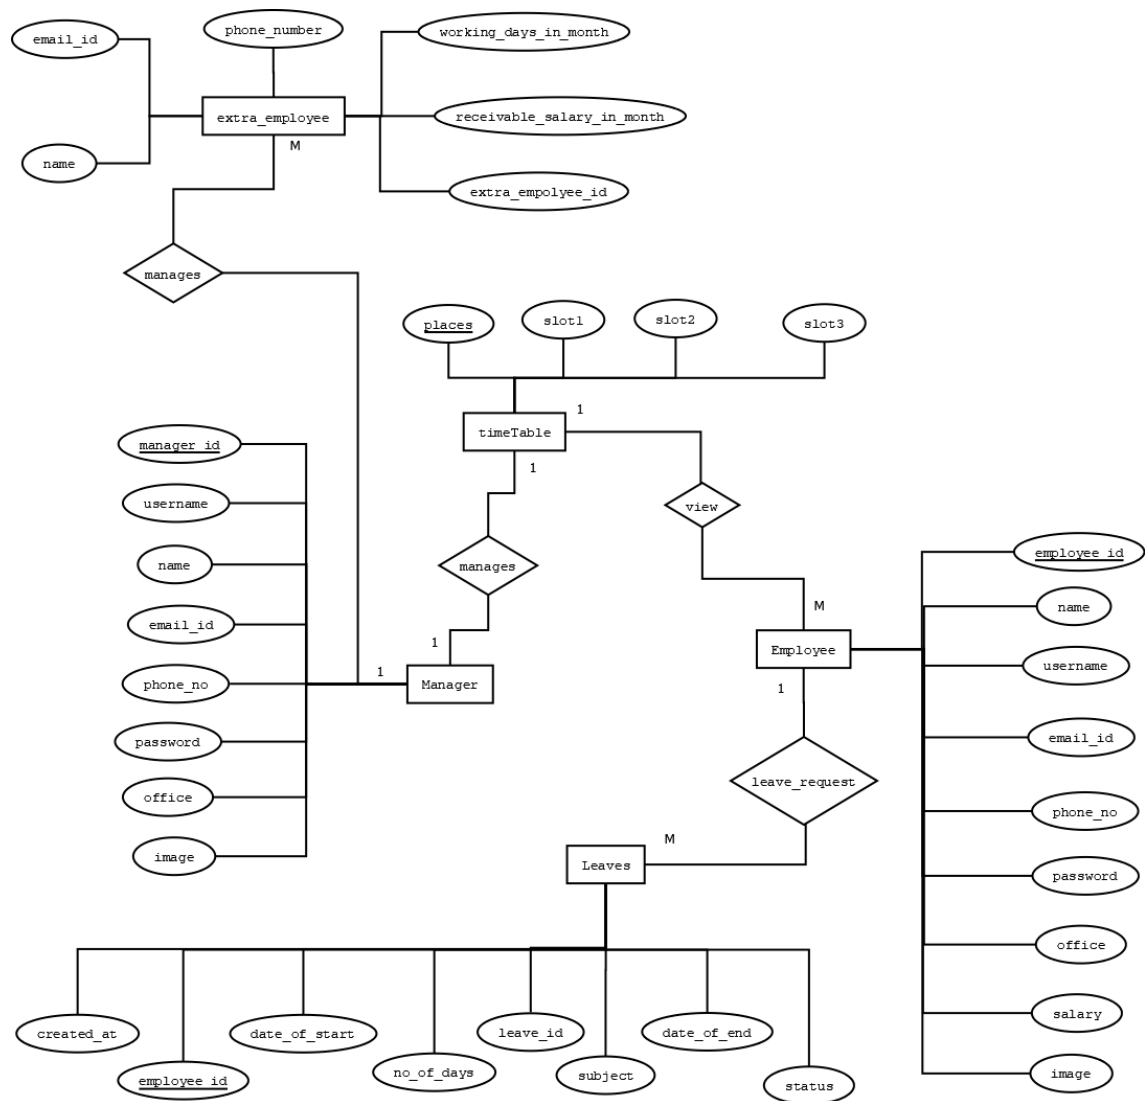 phone_number
working_days_in_month
email_id
extra_employee
receivable_salary_in_month
M
name
extra_empolyee_id
manages
places
slot1
slot2
slot3
1
timeTable
manager_id
1
username
view
employee_id
name
manages
name
M
email_id
1
Employee
username
phone_no
1
Manager
1
email_id
password
leave_request
office
phone_no
M
image
Leaves
password
office
created_at
date_of_start
leave_id
date_of_end
salary
employee_id
no_of_days
subject
status
image